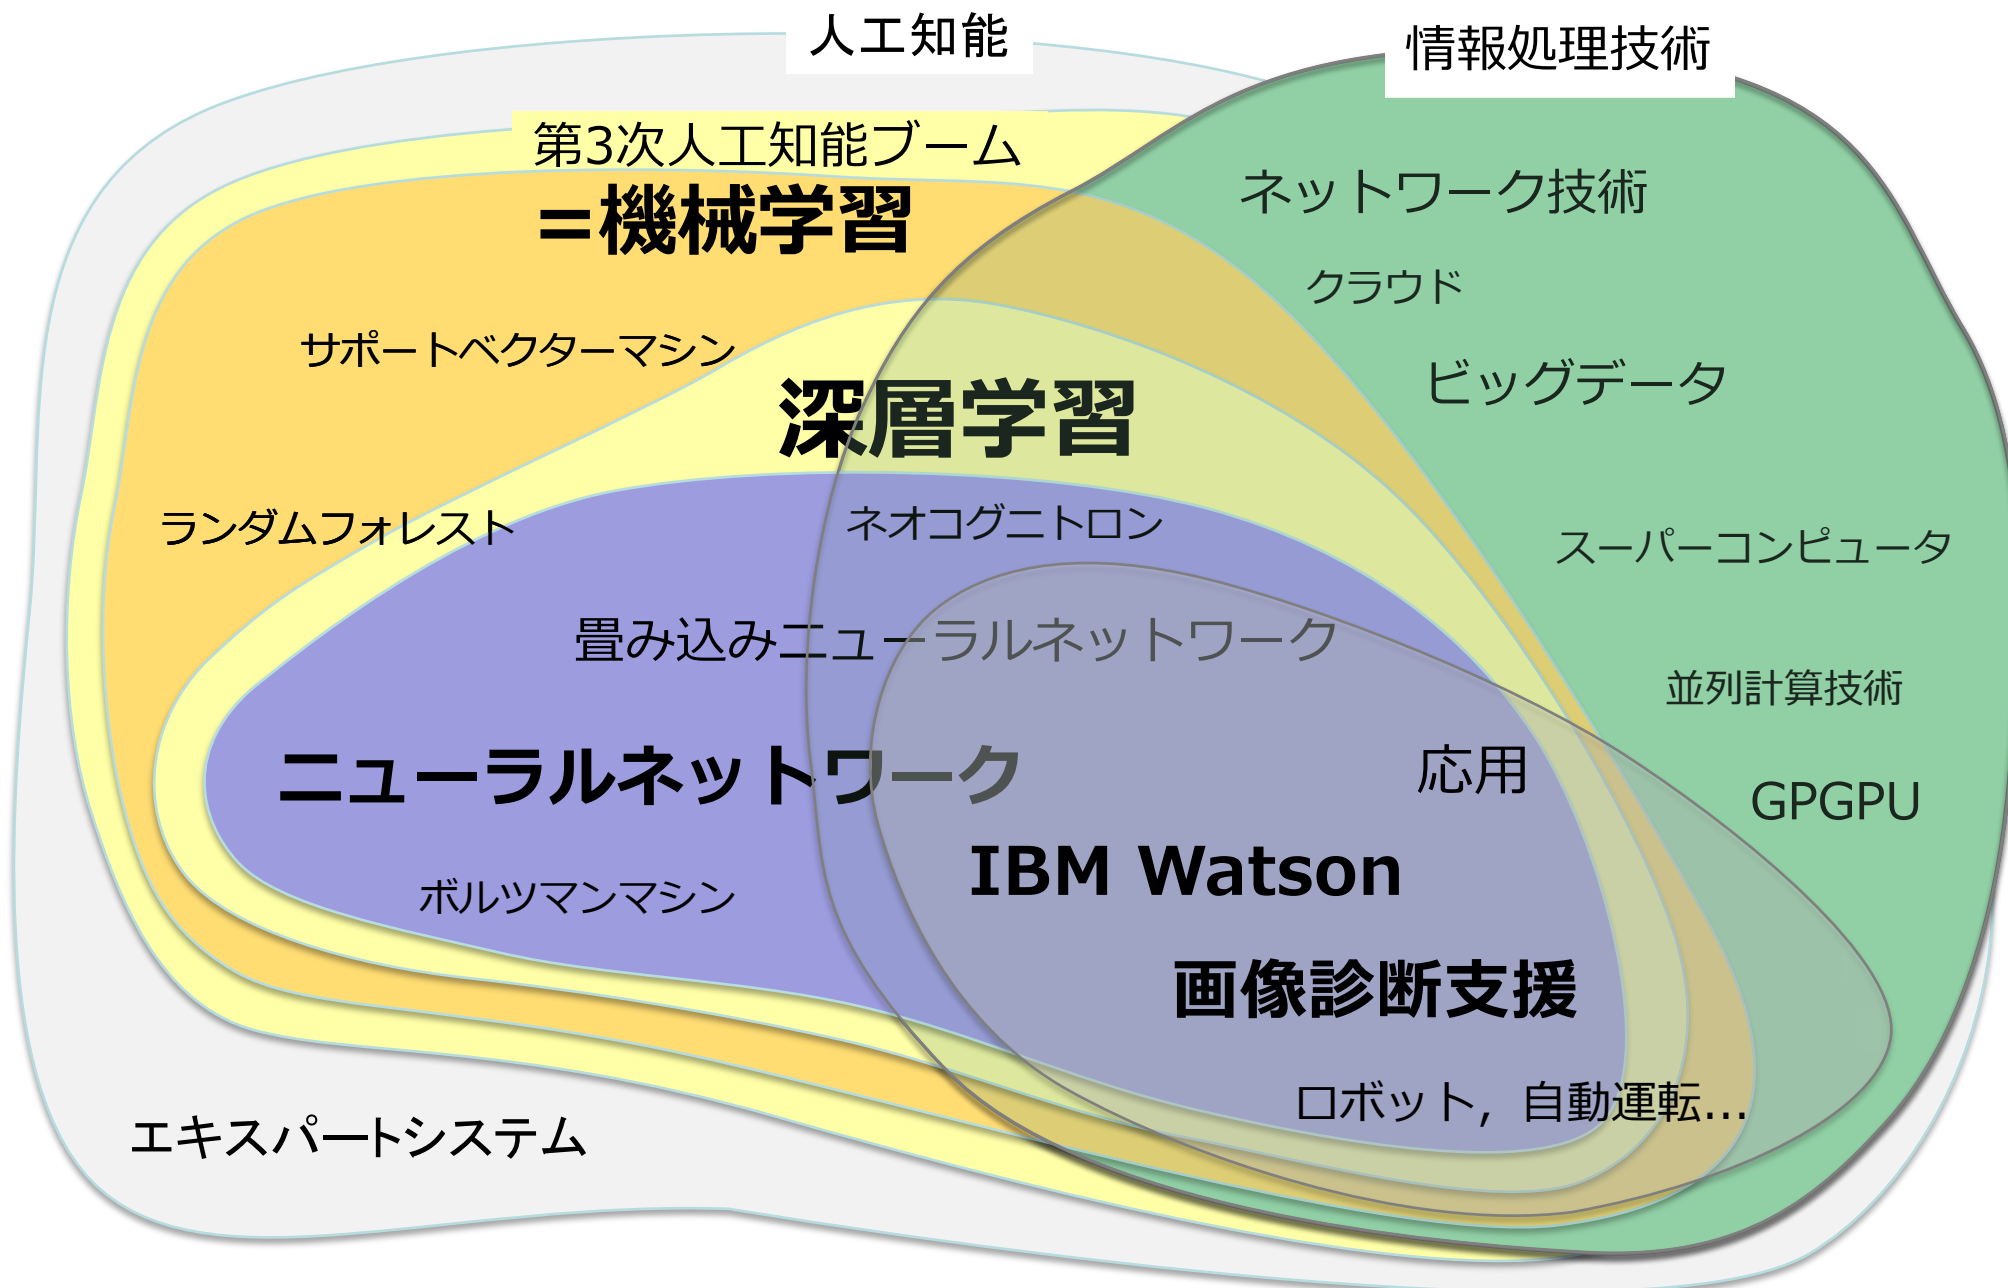 人工知能
情報処理技術
第3次人工知能ブーム
=機械学習
ネットワーク技術
クラウド
サポートベクターマシン
ビッグデータ
深層学習
ランダムフォレスト
ネオコグニトロン
スーパーコンピュータ
畳み込みニューラルネットワーク
並列計算技術
ニューラルネットワーク
応用
GPGPU
IBM Watson
ボルツマンマシン
画像診断支援
ロボット，自動運転…
エキスパートシステム